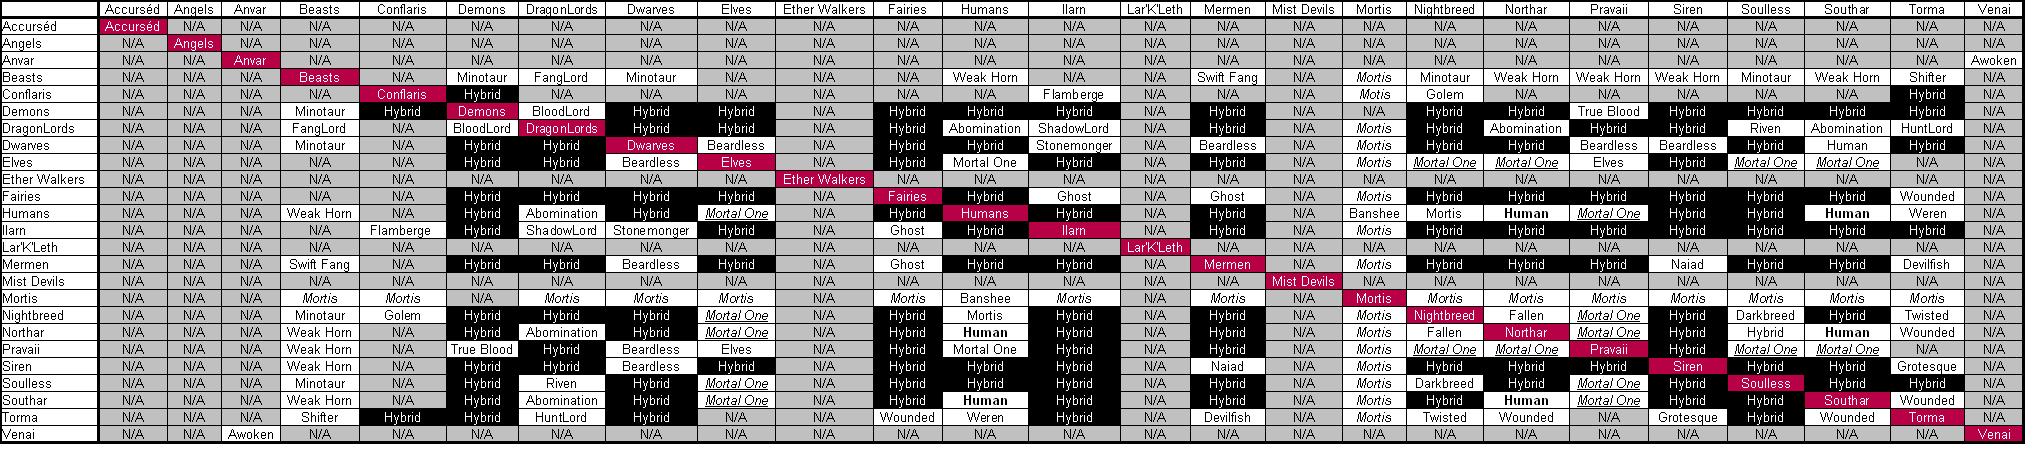 Accurséd Angels Anvar Beasts Conflaris Demons DragonLords Dwarves Elves Ether Walkers Fairies Humans Ilarn Lar'K'Leth Mermen Mist Devils Mortis Nightbreed Northar Pravaii Siren Soulless Southar Torma Venai
Accurséd Accurséd N/A N/A N/A N/A N/A N/A N/A N/A N/A N/A N/A N/A N/A N/A N/A N/A N/A N/A N/A N/A N/A N/A N/A N/A
Angels N/A Angels N/A N/A N/A N/A N/A N/A N/A N/A N/A N/A N/A N/A N/A N/A N/A N/A N/A N/A N/A N/A N/A N/A N/A
Anvar N/A N/A Anvar N/A N/A N/A N/A N/A N/A N/A N/A N/A N/A N/A N/A N/A N/A N/A N/A N/A N/A N/A N/A N/A Awoken
Beasts N/A N/A N/A Beasts N/A Minotaur FangLord Minotaur N/A N/A N/A Weak Horn N/A N/A Swift Fang N/A Mortis Minotaur Weak Horn Weak Horn Weak Horn Minotaur Weak Horn Shifter N/A
Conflaris N/A N/A N/A N/A Conflaris Hybrid N/A N/A N/A N/A N/A N/A Flamberge N/A N/A N/A Mortis Golem N/A N/A N/A N/A N/A Hybrid N/A
Demons N/A N/A N/A Minotaur Hybrid Demons BloodLord Hybrid Hybrid N/A Hybrid Hybrid Hybrid N/A Hybrid N/A N/A Hybrid Hybrid True Blood Hybrid Hybrid Hybrid Hybrid N/A
DragonLords N/A N/A N/A FangLord N/A BloodLord DragonLords Hybrid Hybrid N/A Hybrid Abomination ShadowLord N/A Hybrid N/A Mortis Hybrid Abomination Hybrid Hybrid Riven Abomination HuntLord N/A
Dwarves N/A N/A N/A Minotaur N/A Hybrid Hybrid Dwarves Beardless N/A Hybrid Hybrid Stonemonger N/A Beardless N/A Mortis Hybrid Hybrid Beardless Beardless Hybrid Human Hybrid N/A
Elves N/A N/A N/A N/A N/A Hybrid Hybrid Beardless Elves N/A Hybrid Mortal One Hybrid N/A Hybrid N/A Mortis Mortal One Mortal One Elves Hybrid Mortal One Mortal One N/A N/A
Ether Walkers N/A N/A N/A N/A N/A N/A N/A N/A N/A Ether Walkers N/A N/A N/A N/A N/A N/A N/A N/A N/A N/A N/A N/A N/A N/A N/A
Fairies N/A N/A N/A N/A N/A Hybrid Hybrid Hybrid Hybrid N/A Fairies Hybrid Ghost N/A Ghost N/A Mortis Hybrid Hybrid Hybrid Hybrid Hybrid Hybrid Wounded N/A
Humans N/A N/A N/A Weak Horn N/A Hybrid Abomination Hybrid Mortal One N/A Hybrid Humans Hybrid N/A Hybrid N/A Banshee Mortis Human Mortal One Hybrid Hybrid Human Weren N/A
Ilarn N/A N/A N/A N/A Flamberge Hybrid ShadowLord Stonemonger Hybrid N/A Ghost Hybrid Ilarn N/A Hybrid N/A Mortis Hybrid Hybrid Hybrid Hybrid Hybrid Hybrid Hybrid N/A
Lar'K'Leth N/A N/A N/A N/A N/A N/A N/A N/A N/A N/A N/A N/A N/A Lar'K'Leth N/A N/A N/A N/A N/A N/A N/A N/A N/A N/A N/A
Mermen N/A N/A N/A Swift Fang N/A Hybrid Hybrid Beardless Hybrid N/A Ghost Hybrid Hybrid N/A Mermen N/A Mortis Hybrid Hybrid Hybrid Naiad Hybrid Hybrid Devilfish N/A
Mist Devils N/A N/A N/A N/A N/A N/A N/A N/A N/A N/A N/A N/A N/A N/A N/A Mist Devils N/A N/A N/A N/A N/A N/A N/A N/A N/A
Mortis N/A N/A N/A Mortis Mortis N/A Mortis Mortis Mortis N/A Mortis Banshee Mortis N/A Mortis N/A Mortis Mortis Mortis Mortis Mortis Mortis Mortis Mortis N/A
Nightbreed N/A N/A N/A Minotaur Golem Hybrid Hybrid Hybrid Mortal One N/A Hybrid Mortis Hybrid N/A Hybrid N/A Mortis Nightbreed Fallen Mortal One Hybrid Darkbreed Hybrid Twisted N/A
Northar N/A N/A N/A Weak Horn N/A Hybrid Abomination Hybrid Mortal One N/A Hybrid Human Hybrid N/A Hybrid N/A Mortis Fallen Northar Mortal One Hybrid Hybrid Human Wounded N/A
Pravaii N/A N/A N/A Weak Horn N/A True Blood Hybrid Beardless Elves N/A Hybrid Mortal One Hybrid N/A Hybrid N/A Mortis Mortal One Mortal One Pravaii Hybrid Mortal One Mortal One N/A N/A
Siren N/A N/A N/A Weak Horn N/A Hybrid Hybrid Beardless Hybrid N/A Hybrid Hybrid Hybrid N/A Naiad N/A Mortis Hybrid Hybrid Hybrid Siren Hybrid Hybrid Grotesque N/A
Soulless N/A N/A N/A Minotaur N/A Hybrid Riven Hybrid Mortal One N/A Hybrid Hybrid Hybrid N/A Hybrid N/A Mortis Darkbreed Hybrid Mortal One Hybrid Soulless Hybrid Hybrid N/A
Southar N/A N/A N/A Weak Horn N/A Hybrid Abomination Hybrid Mortal One N/A Hybrid Human Hybrid N/A Hybrid N/A Mortis Hybrid Human Mortal One Hybrid Hybrid Southar Wounded N/A
Torma N/A N/A N/A Shifter Hybrid Hybrid HuntLord Hybrid N/A N/A Wounded Weren Hybrid N/A Devilfish N/A Mortis Twisted Wounded N/A Grotesque Hybrid Wounded Torma N/A
Venai N/A N/A Awoken N/A N/A N/A N/A N/A N/A N/A N/A N/A N/A N/A N/A N/A N/A N/A N/A N/A N/A N/A N/A N/A Venai